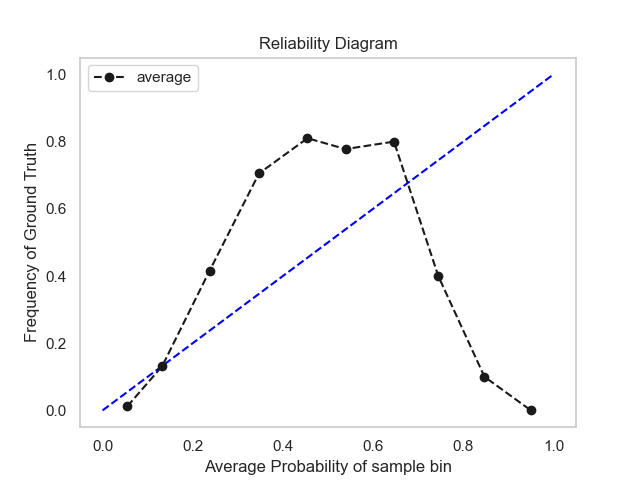 Reliability Diagram
average
Frequency of Ground Truth
1.0
0.8
0.6
0.4
0.2
0.0
0.0 0.2 0.4 0.6 0.8 1.0
Average Probability of sample bin